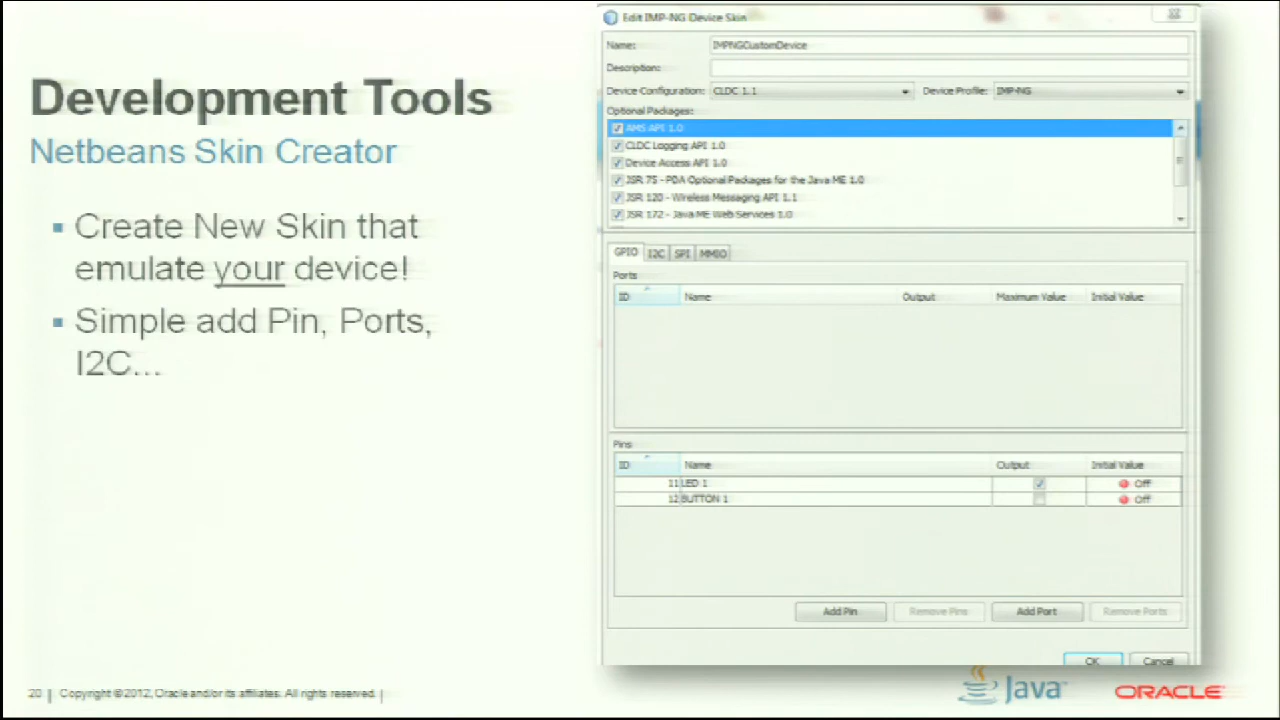 Development Tools
Netbeans Skin Creator
▪ Create New Skin that
emulate your device!
▪ Simple add Pin, Ports,
I2C...
Edit IMP-NG Device Skin
Name: IMPNGCustomDevice
Description:
Device Configuration: CLDC 1.1 Device Profile: IMP-NG
Optional Packages:
AMS API 1.0
CLDC Logging API 1.0
Device Access API 1.0
JSR 75 - PDA Optional Packages for the Java ME 1.0
JSR 120 - Wireless Messaging API 1.1
JSR 172 - Java ME Web Services 1.0
GPIO I2C SPI MMIO
Ports
ID Name Output Maximum Value Initial Value
Pins
ID Name Output Initial Value
11 LED 1 Off
12 BUTTON 1 Off
Add Pin Remove Pins Add Port Remove Ports
OK Cancel
20 | Copyright © 2012, Oracle and/or its affiliates. All rights reserved. |
Java
ORACLE